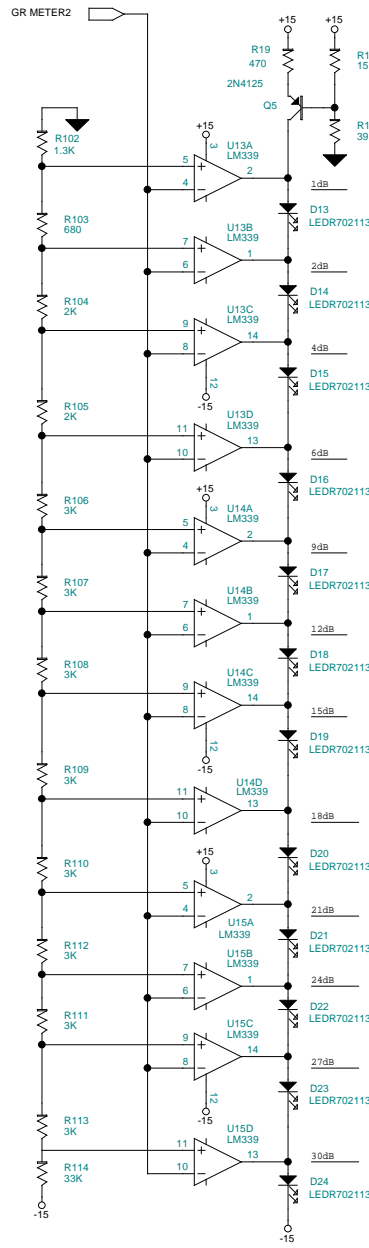 GR METER2
+15
+15
R19
470
R1
15
2N4125
Q5
R1
39
R102
1.3K
+15
3
U13A
LM339
5
4
2
1dB
D13
LEDR702113
R103
680
U13B
LM339
7
6
1
2dB
D14
LEDR702113
R104
2K
U13C
LM339
9
8
14
12
-15
4dB
D15
LEDR702113
R105
2K
U13D
LM339
11
10
13
6dB
D16
LEDR702113
R106
3K
+15
3
U14A
LM339
5
4
2
9dB
D17
LEDR702113
R107
3K
U14B
LM339
7
6
1
12dB
D18
LEDR702113
R108
3K
U14C
LM339
9
8
14
12
-15
15dB
D19
LEDR702113
R109
3K
U14D
LM339
11
10
13
18dB
D20
LEDR702113
R110
3K
+15
3
5
4
2
U15A
LM339
21dB
D21
LEDR702113
R112
3K
U15B
LM339
7
6
1
24dB
D22
LEDR702113
R111
3K
U15C
LM339
9
8
14
12
-15
27dB
D23
LEDR702113
R113
3K
U15D
LM339
11
10
13
30dB
R114
33K
D24
LEDR702113
-15
-15